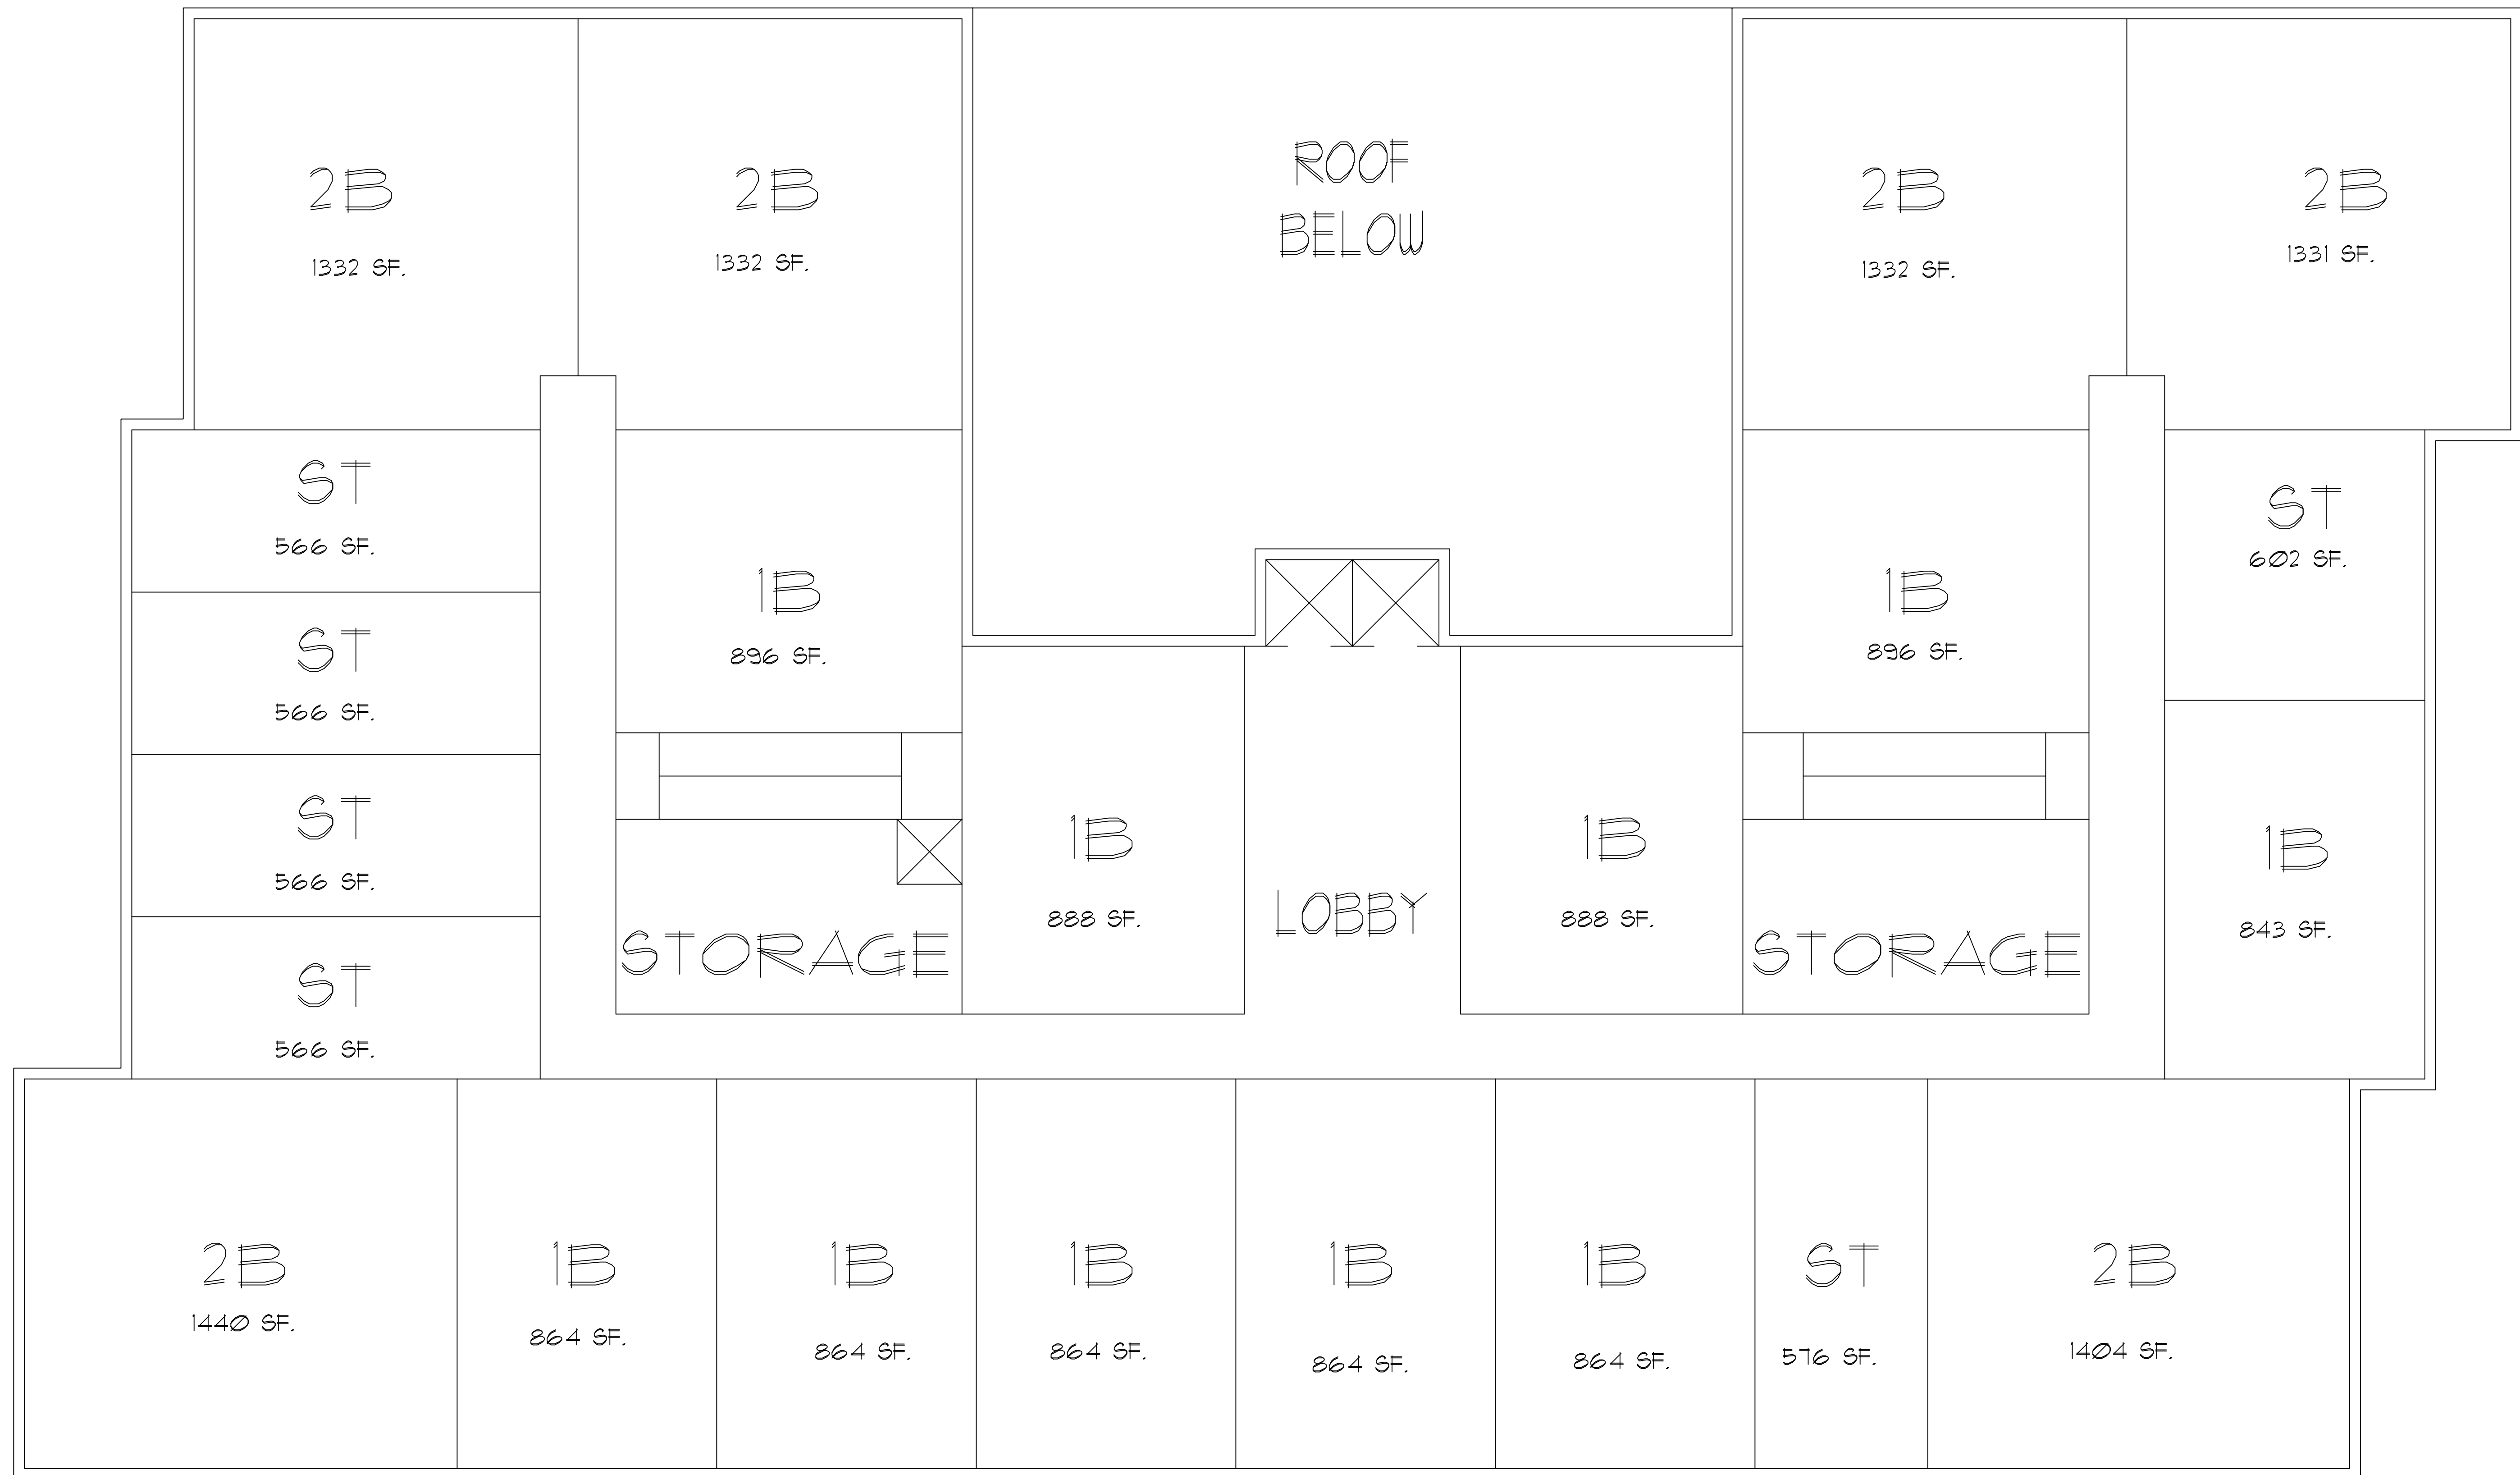 2B
1332 SF.
2B
1332 SF.
ROOF
BELOW
2B
1332 SF.
2B
1331 SF.
ST
566 SF.
ST
566 SF.
ST
566 SF.
ST
566 SF.
1B
896 SF.
STORAGE
1B
888 SF.
LOBBY
1B
888 SF.
1B
896 SF.
STORAGE
ST
602 SF.
1B
843 SF.
2B
1440 SF.
1B
864 SF.
1B
864 SF.
1B
864 SF.
1B
864 SF.
1B
864 SF.
ST
576 SF.
2B
1404 SF.